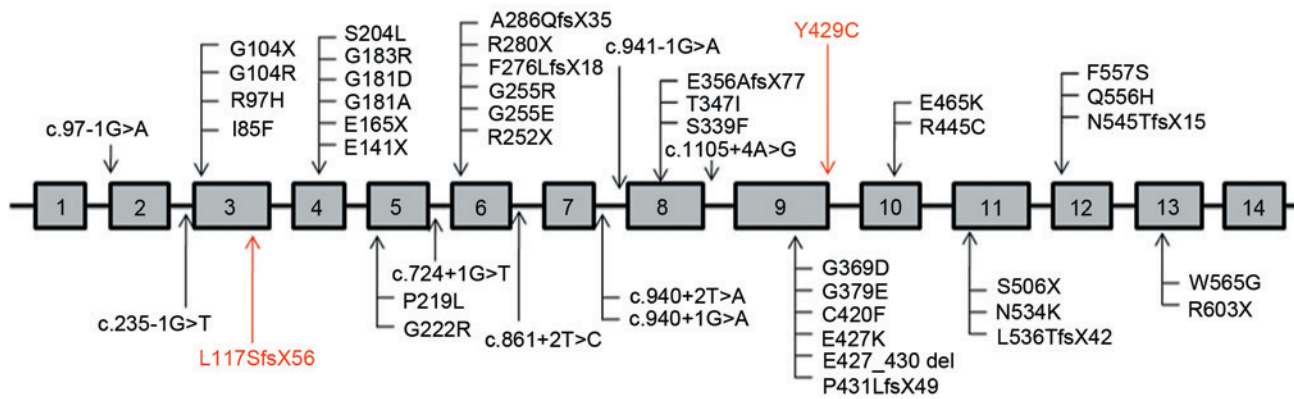 c.97-1G>A
G104X
G104R
R97H
I85F
S204L
G183R
G181D
G181A
E165X
E141X
A286QfsX35
R280X
F276LfsX18
G255R
G255E
R252X
c.941-1G>A
E356AfsX77
T347I
S339F
c.1105+4A>G
Y429C
E465K
R445C
F557S
Q556H
N545TfsX15
1 2 3 4 5 6 7 8 9 10 11 12 13 14
c.235-1G>T
L117SfsX56
c.724+1G>T
P219L
G222R
c.861+2T>C
c.940+2T>A
c.940+1G>A
G369D
G379E
C420F
E427K
E427_430 del
P431LfsX49
S506X
N534K
L536TfsX42
W565G
R603X